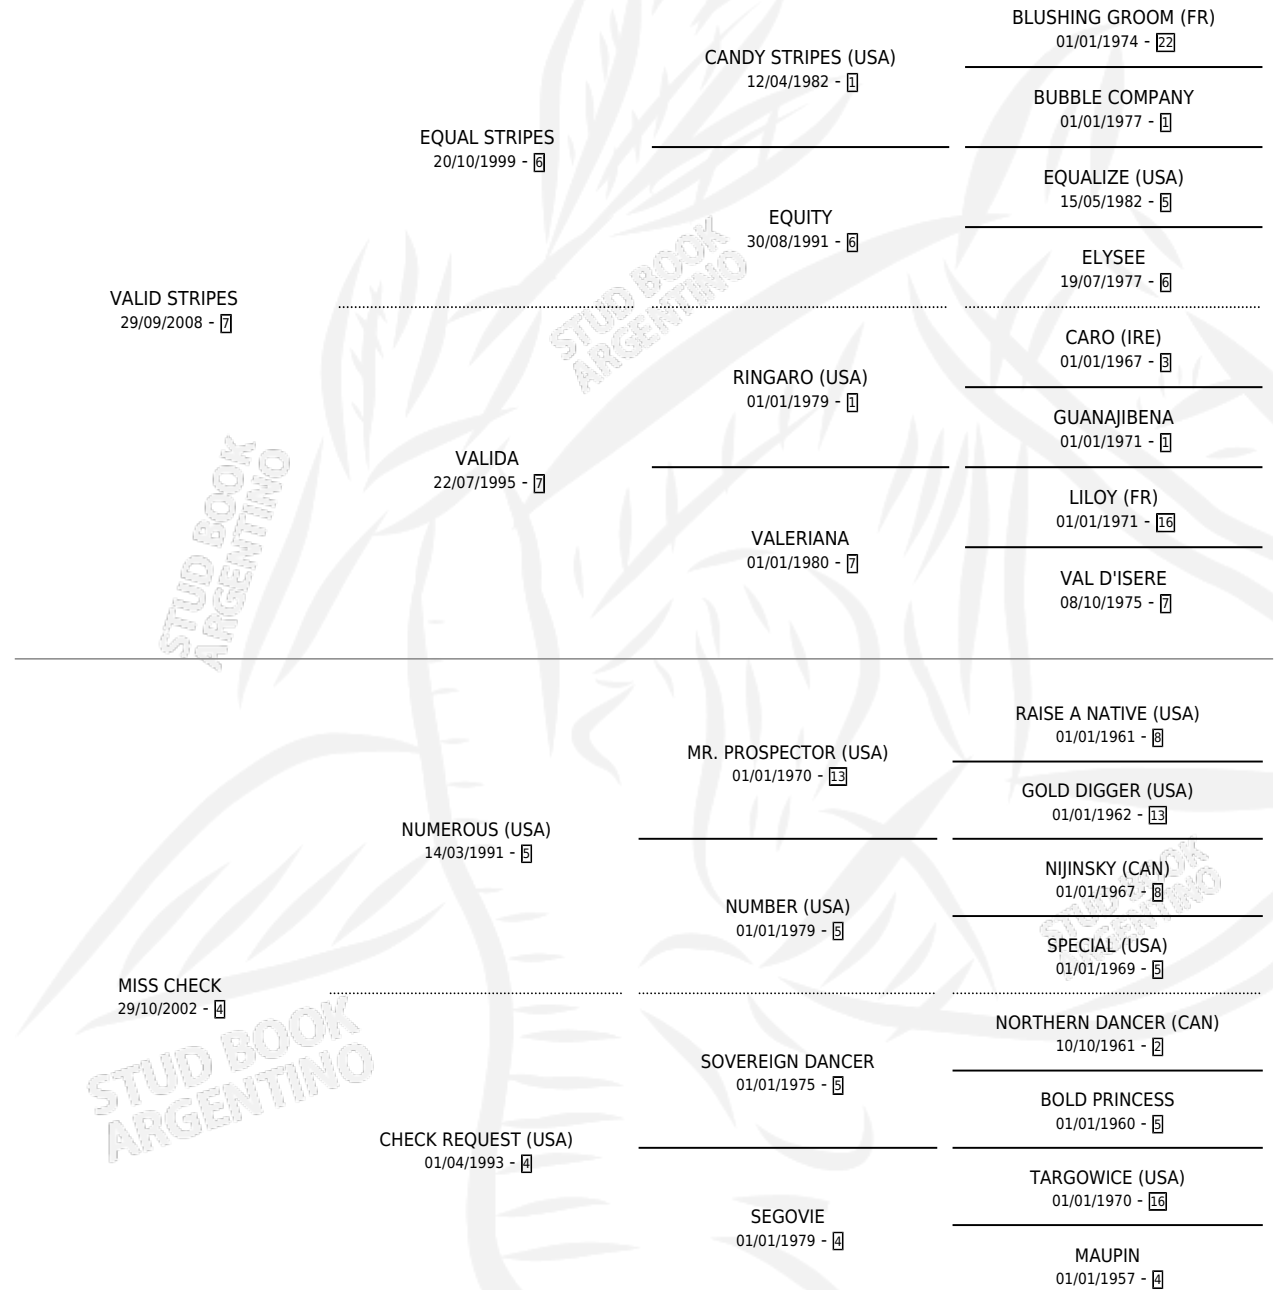 BLUSHING GROOM (FR)
01/01/1974 - 22
CANDY STRIPES (USA)
12/04/1982 - 1
BUBBLE COMPANY
01/01/1977 - 1
EQUAL STRIPES
20/10/1999 - 6
EQUALIZE (USA)
15/05/1982 - 5
EQUITY
30/08/1991 - 6
ELYSEE
19/07/1977 - 6
VALID STRIPES
29/09/2008 - 7
CARO (IRE)
01/01/1967 - 3
RINGARO (USA)
01/01/1979 - 1
GUANAJIBENA
01/01/1971 - 1
VALIDA
22/07/1995 - 7
LILOY (FR)
01/01/1971 - 16
VALERIANA
01/01/1980 - 7
VAL D'ISERE
08/10/1975 - 7
RAISE A NATIVE (USA)
01/01/1961 - 8
MR. PROSPECTOR (USA)
01/01/1970 - 13
GOLD DIGGER (USA)
01/01/1962 - 13
NUMEROUS (USA)
14/03/1991 - 5
NIJINSKY (CAN)
01/01/1967 - 8
NUMBER (USA)
01/01/1979 - 5
SPECIAL (USA)
01/01/1969 - 5
MISS CHECK
29/10/2002 - 4
NORTHERN DANCER (CAN)
10/10/1961 - 2
SOVEREIGN DANCER
01/01/1975 - 5
BOLD PRINCESS
01/01/1960 - 5
CHECK REQUEST (USA)
01/04/1993 - 4
TARGOWICE (USA)
01/01/1970 - 16
SEGOVIE
01/01/1979 - 4
MAUPIN
01/01/1957 - 4
STUD BOOK
ARGENTINO
STUD BOOK
ARGENTINO
STUD BOOK
ARGENTINO
STUD BOOK
ARGENTINO